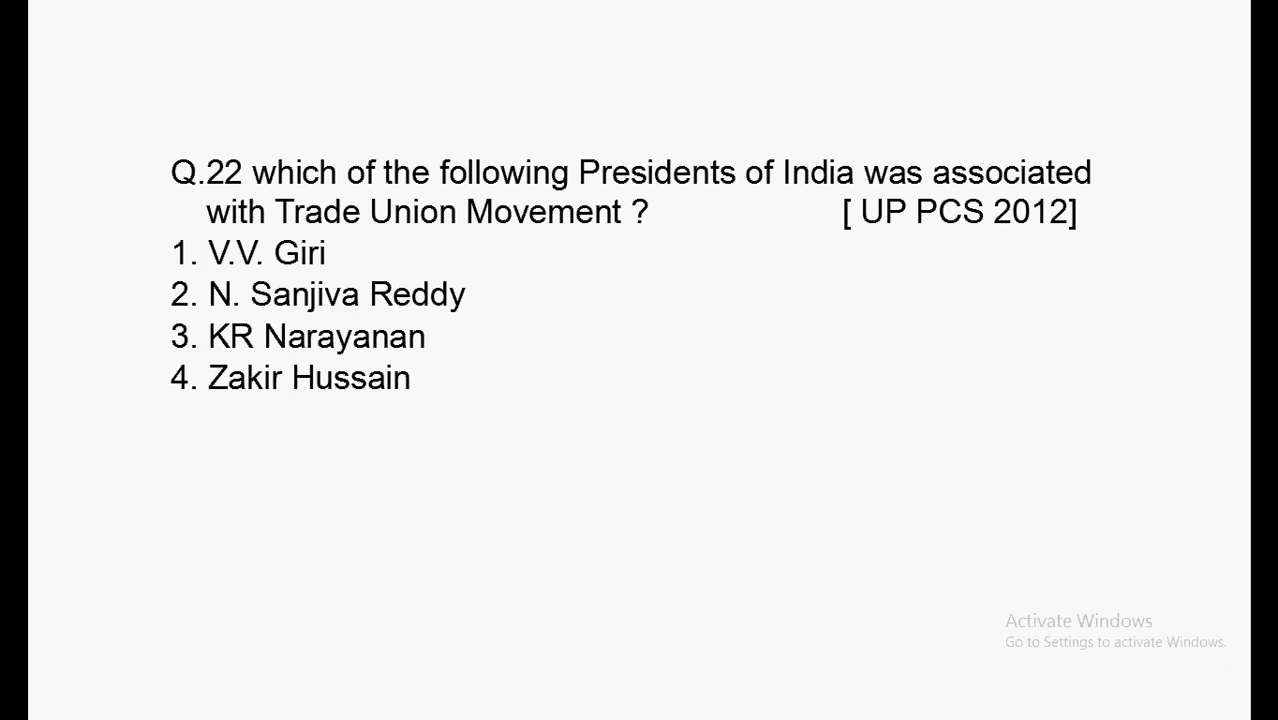 Q.22 which of the following Presidents of India was associated
with Trade Union Movement ? [ UP PCS 2012]
1. V.V. Giri
2. N. Sanjiva Reddy
3. KR Narayanan
4. Zakir Hussain
Activate Windows
Go to Settings to activate Windows.